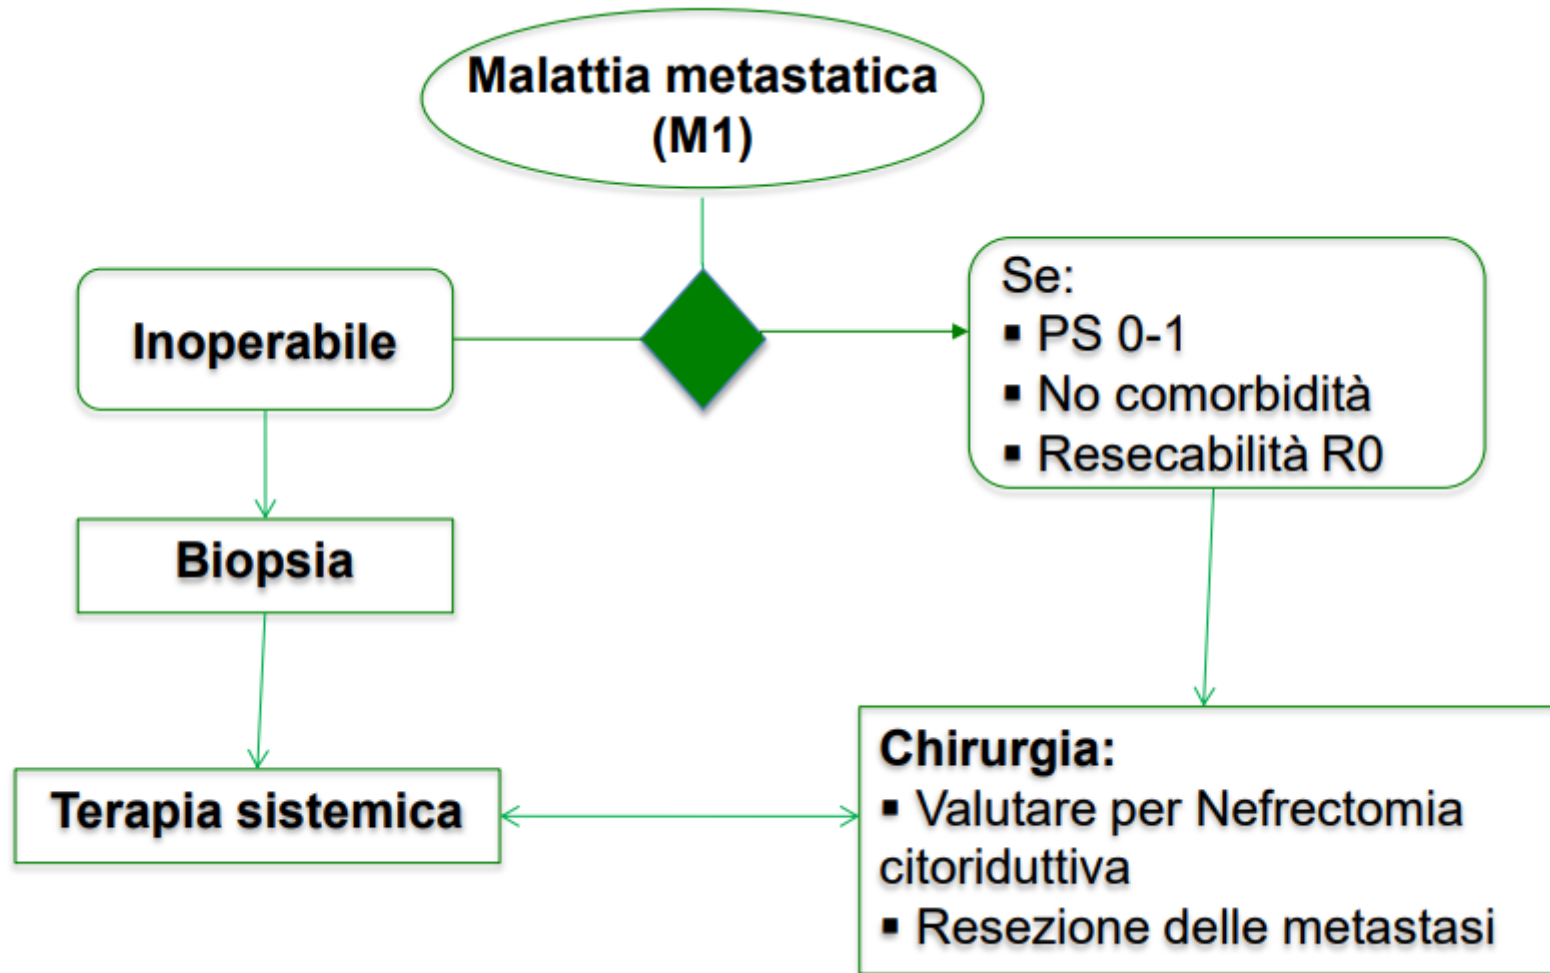 Malattia metastatica
(M1)
Inoperabile
Se:
▪ PS 0-1
▪ No comorbidità
▪ Resecabilità R0
Biopsia
Terapia sistemica
Chirurgia:
▪ Valutare per Nefrectomia
citoriduttiva
▪ Resezione delle metastasi